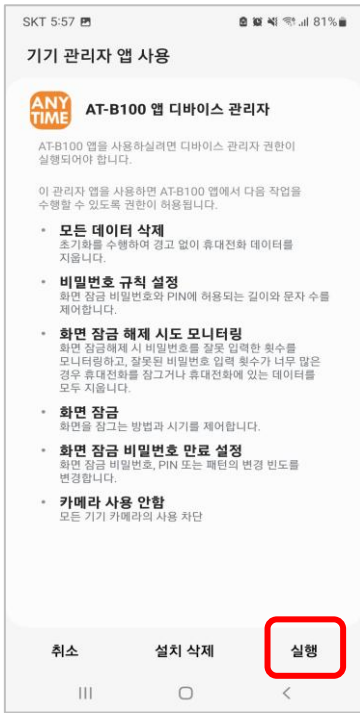 SKT 5:57
81%
기기 관리자 앱 사용
ANY
TIME
AT-B100 앱 디바이스 관리자
AT-B100 앱을 사용하실려면 디바이스 관리자 권한이
실행되어야 합니다.
이 관리자 앱을 사용하면 AT-B100 앱에서 다음 작업을
수행할 수 있도록 권한이 허용됩니다.
• 모든 데이터 삭제
초기화를 수행하여 경고 없이 휴대전화 데이터를
지웁니다.
• 비밀번호 규칙 설정
화면 잠금 비밀번호와 PIN에 허용되는 길이와 문자 수를
제어합니다.
• 화면 잠금 해제 시도 모니터링
화면 잠금해제 시 비밀번호를 잘못 입력한 횟수를
모니터링하고, 잘못된 비밀번호 입력 횟수가 너무 많은
경우 휴대전화를 잠그거나 휴대전화에 있는 데이터를
모두 지웁니다.
• 화면 잠금
화면을 잠그는 방법과 시기를 제어합니다.
• 화면 잠금 비밀번호 만료 설정
화면 잠금 비밀번호, PIN 또는 패턴의 변경 빈도를
변경합니다.
• 카메라 사용 안함
모든 기기 카메라의 사용 차단
취소
설치 삭제
실행